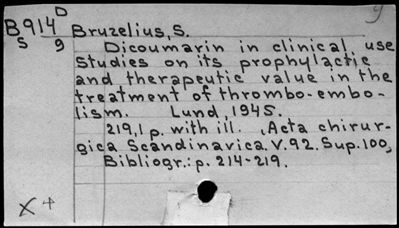 D
B914 Bruzelius, S.
S 9
Dicoumarin in clinical use
Studies on its prophylactic
and therapeutic value in the
treatment of thrombo-embo-
lism. Lund, 1945.
219,1 p. with ill. (Acta chirur-
gica Scandinavica. V.92. Sup.100,
Bibliogr.: p. 214-219.
X+
y